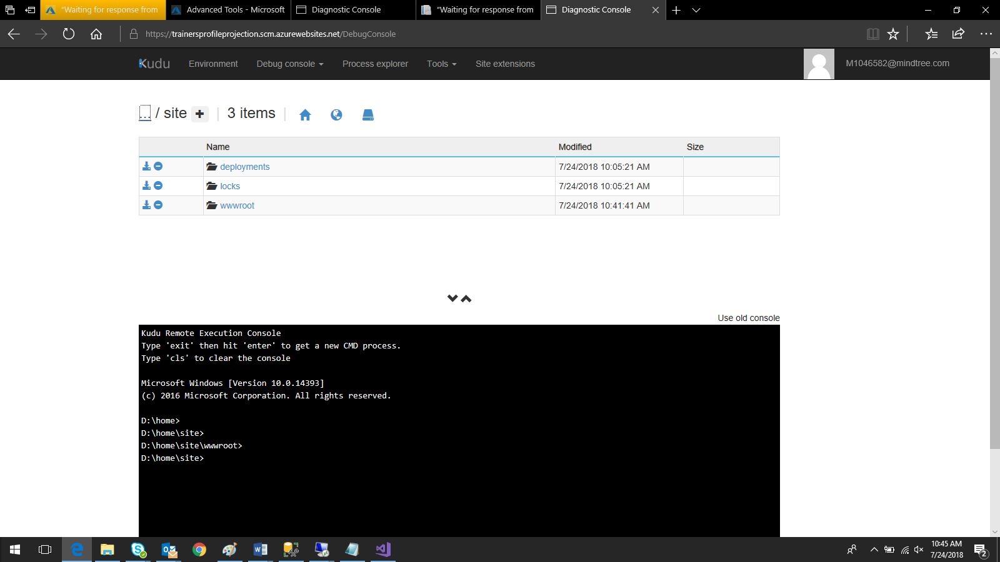 "Waiting for response from
Advanced Tools - Microsoft
Diagnostic Console
"Waiting for response from
Diagnostic Console
https://trainersprofileprojection.scm.azurewebsites.net/DebugConsole
Kudu
Environment
Debug console
Process explorer
Tools
Site extensions
M1046582@mindtree.com
... / site + | 3 items |
Name Modified Size
deployments 7/24/2018 10:05:21 AM
locks 7/24/2018 10:05:21 AM
wwwroot 7/24/2018 10:41:41 AM
Use old console
Kudu Remote Execution Console
Type 'exit' then hit 'enter' to get a new CMD process.
Type 'cls' to clear the console
Microsoft Windows [Version 10.0.14393]
(c) 2016 Microsoft Corporation. All rights reserved.
D:\home>
D:\home\site>
D:\home\site\wwwroot>
D:\home\site>
10:45 AM
7/24/2018
2